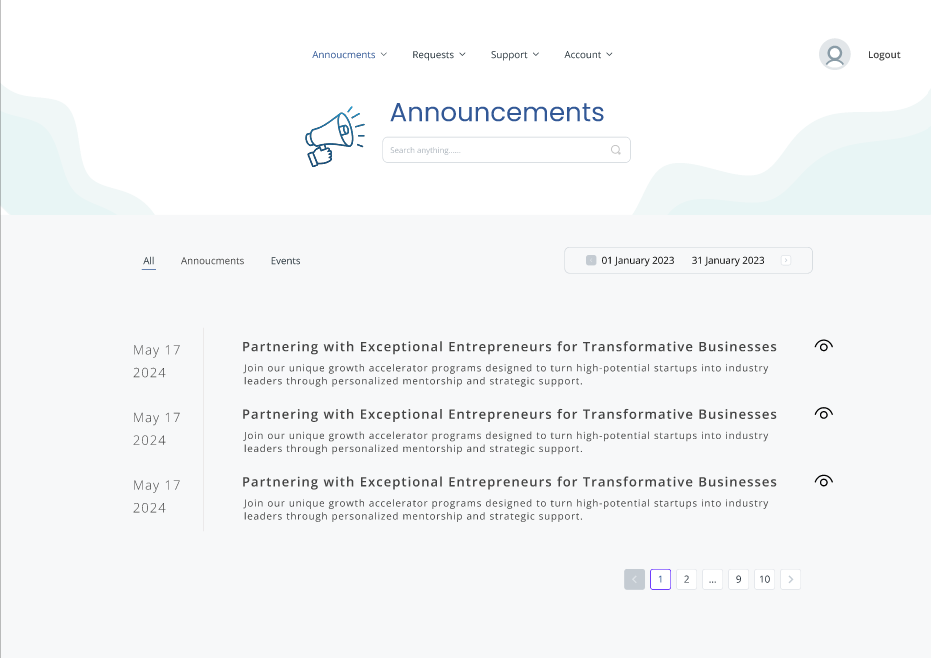 Annoucments Requests Support Account Logout
Announcements
Search anything......
All Annoucments Events 01 January 2023 31 January 2023
May 17
2024
Partnering with Exceptional Entrepreneurs for Transformative Businesses
Join our unique growth accelerator programs designed to turn high-potential startups into industry
leaders through personalized mentorship and strategic support.
May 17
2024
Partnering with Exceptional Entrepreneurs for Transformative Businesses
Join our unique growth accelerator programs designed to turn high-potential startups into industry
leaders through personalized mentorship and strategic support.
May 17
2024
Partnering with Exceptional Entrepreneurs for Transformative Businesses
Join our unique growth accelerator programs designed to turn high-potential startups into industry
leaders through personalized mentorship and strategic support.
1 2 ... 9 10